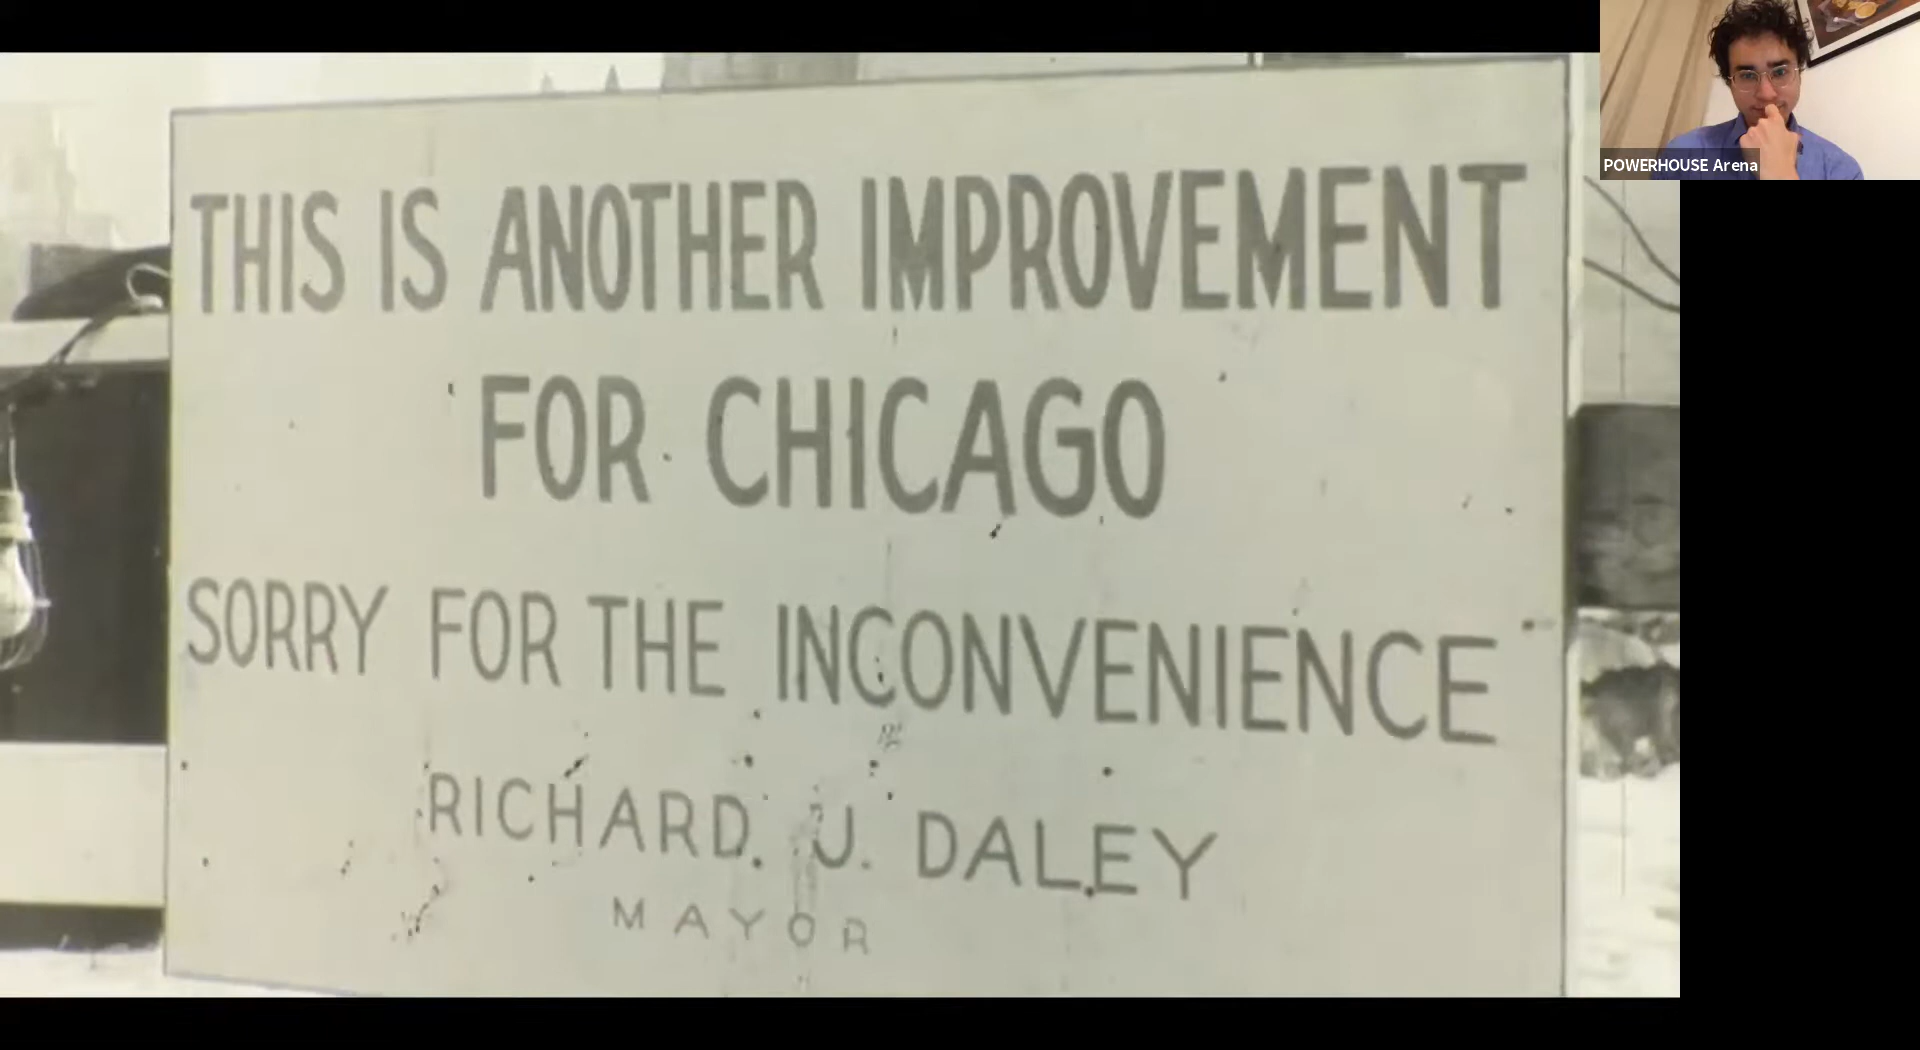 THIS IS ANOTHER IMPROVEMENT
FOR CHICAGO
SORRY FOR THE INCONVENIENCE
RICHARD. J. DALEY
MAYOR
POWERHOUSE Arena